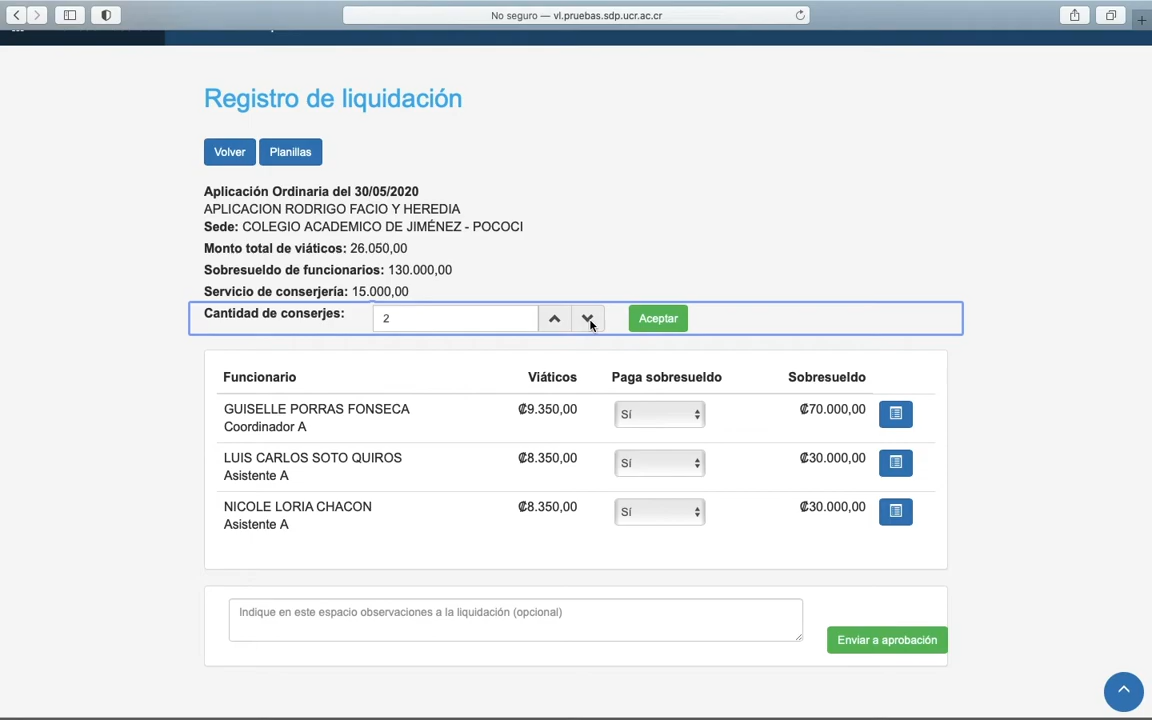 No seguro — vl.pruebas.sdp.ucr.ac.cr
Registro de liquidación
Volver Planillas
Aplicación Ordinaria del 30/05/2020
APLICACION RODRIGO FACIO Y HEREDIA
Sede: COLEGIO ACADEMICO DE JIMÉNEZ - POCOCI
Monto total de viáticos: 26.050,00
Sobresueldo de funcionarios: 130.000,00
Servicio de conserjería: 15.000,00
Cantidad de conserjes: 2 Aceptar
Funcionario Viáticos Paga sobresueldo Sobresueldo
GUISELLE PORRAS FONSECA ₡9.350,00 Sí ₡70.000,00
Coordinador A
LUIS CARLOS SOTO QUIROS ₡8.350,00 Sí ₡30.000,00
Asistente A
NICOLE LORIA CHACON ₡8.350,00 Sí ₡30.000,00
Asistente A
Indique en este espacio observaciones a la liquidación (opcional)
Enviar a aprobación